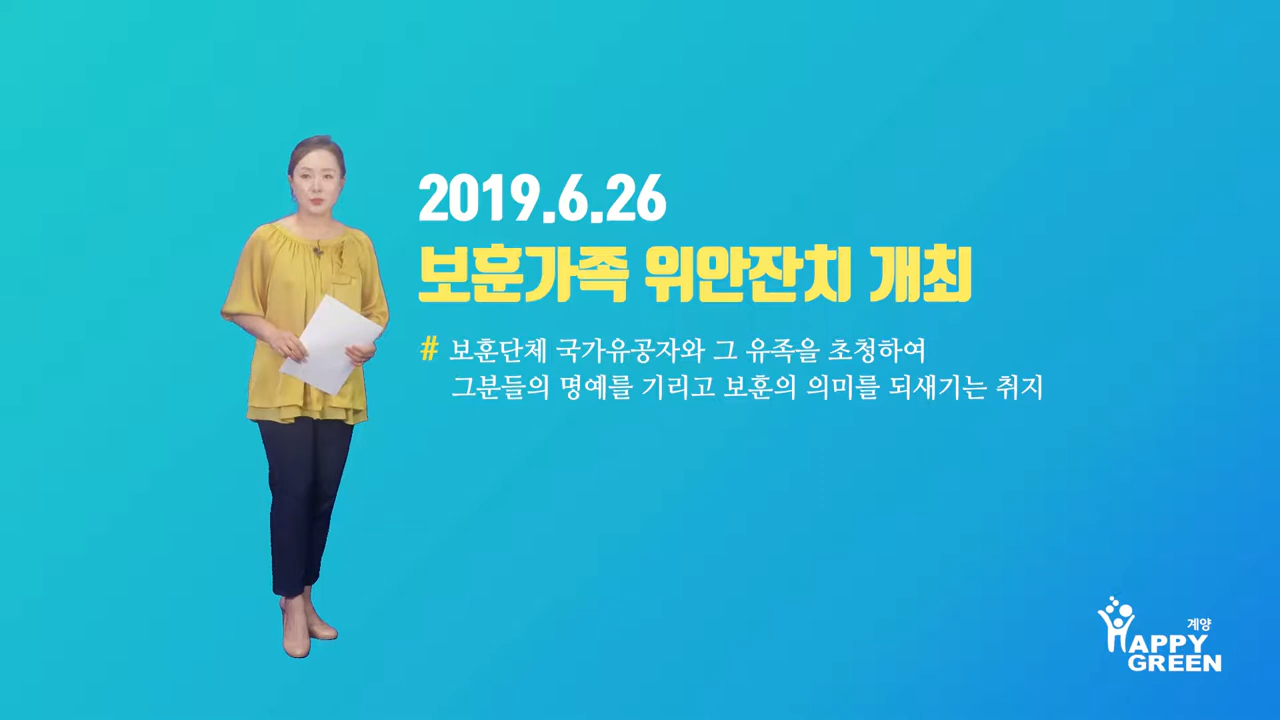 2019.6.26
보훈가족 위안잔치 개최
# 보훈단체 국가유공자와 그 유족을 초청하여
그분들의 명예를 기리고 보훈의 의미를 되새기는 취지
계양
HAPPY
GREEN